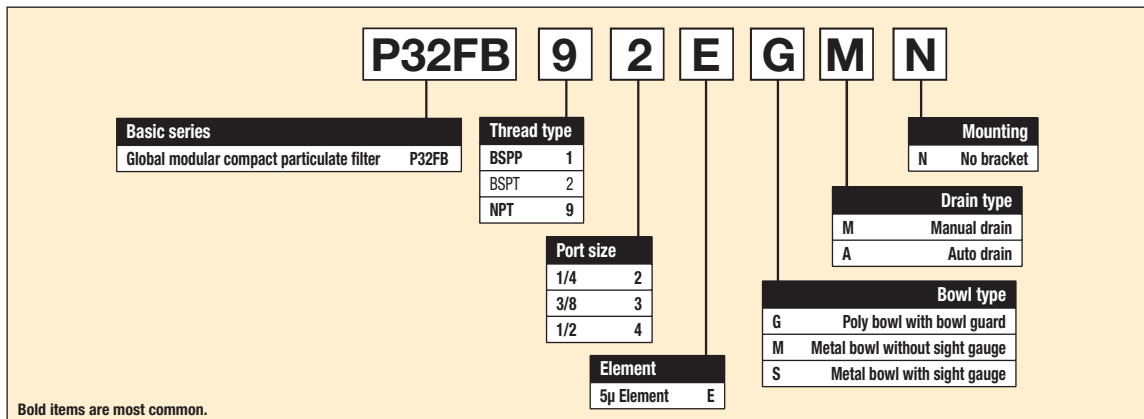 P32FB 9 2 E G M N
Basic series
Global modular compact particulate filter P32FB
Thread type
BSPP 1
BSPT 2
NPT 9
Port size
1/4 2
3/8 3
1/2 4
Element
5µ Element E
Mounting
N No bracket
Drain type
M Manual drain
A Auto drain
Bowl type
G Poly bowl with bowl guard
M Metal bowl without sight gauge
S Metal bowl with sight gauge
Bold items are most common.